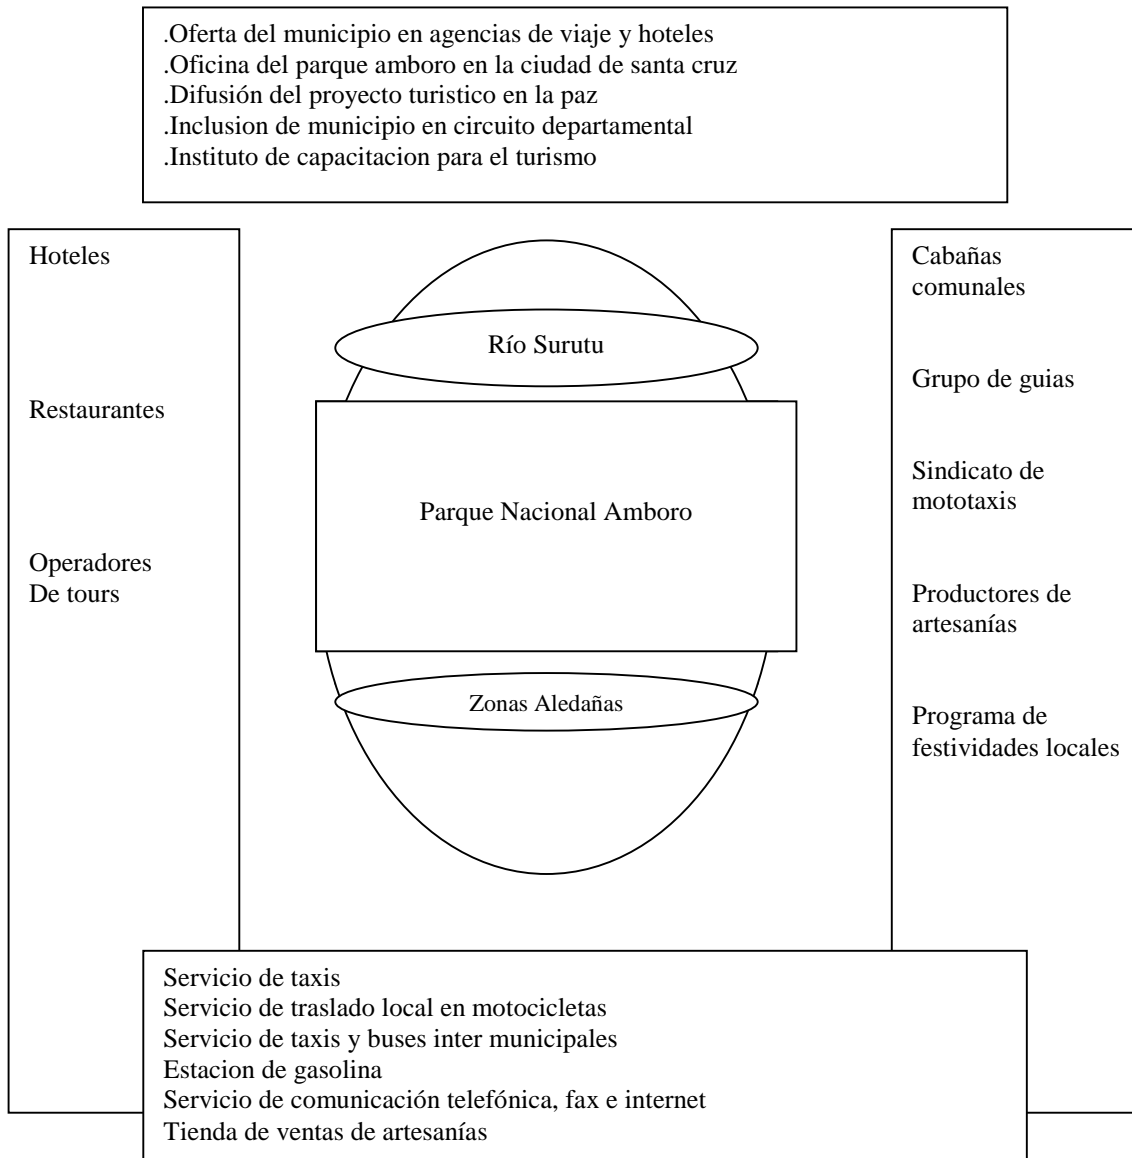 .Oferta del municipio en agencias de viaje y hoteles
.Oficina del parque amboro en la ciudad de santa cruz
.Difusión del proyecto turistico en la paz
.Inclusion de municipio en circuito departamental
.Instituto de capacitacion para el turismo
Hoteles
Restaurantes
Operadores
De tours
Río Surutu
Parque Nacional Amboro
Zonas Aledañas
Cabañas
comunales
Grupo de guias
Sindicato de
mototaxis
Productores de
artesanías
Programa de
festividades locales
Servicio de taxis
Servicio de traslado local en motocicletas
Servicio de taxis y buses inter municipales
Estacion de gasolina
Servicio de comunicación telefónica, fax e internet
Tienda de ventas de artesanías